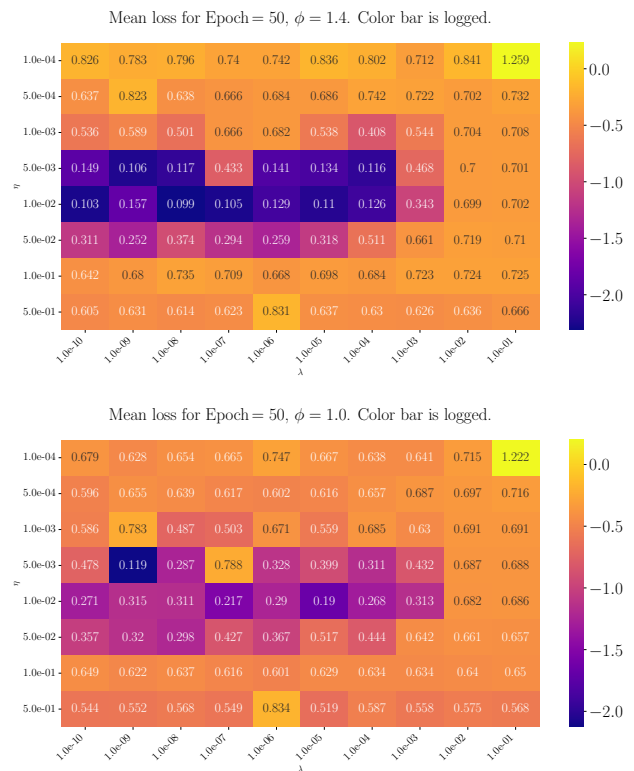 Mean loss for Epoch = 50, ϕ = 1.4. Color bar is logged.
1.0e-04 0.826 0.783 0.796 0.74 0.742 0.836 0.802 0.712 0.841 1.259
5.0e-04 0.637 0.823 0.638 0.666 0.684 0.686 0.742 0.722 0.702 0.732
1.0e-03 0.536 0.589 0.501 0.666 0.682 0.538 0.408 0.544 0.704 0.708
5.0e-03 0.149 0.106 0.117 0.433 0.141 0.134 0.116 0.468 0.7 0.701
η
1.0e-02 0.103 0.157 0.099 0.105 0.129 0.11 0.126 0.343 0.699 0.702
5.0e-02 0.311 0.252 0.374 0.294 0.259 0.318 0.511 0.661 0.719 0.71
1.0e-01 0.642 0.68 0.735 0.709 0.668 0.698 0.684 0.723 0.724 0.725
5.0e-01 0.605 0.631 0.614 0.623 0.831 0.637 0.63 0.626 0.636 0.666
1.0e-10 1.0e-09 1.0e-08 1.0e-07 1.0e-06 1.0e-05 1.0e-04 1.0e-03 1.0e-02 1.0e-01
λ
0.0
−0.5
−1.0
−1.5
−2.0
Mean loss for Epoch = 50, ϕ = 1.0. Color bar is logged.
1.0e-04 0.679 0.628 0.654 0.665 0.747 0.667 0.638 0.641 0.715 1.222
5.0e-04 0.596 0.655 0.639 0.617 0.602 0.616 0.657 0.687 0.697 0.716
1.0e-03 0.586 0.783 0.487 0.503 0.671 0.559 0.685 0.63 0.691 0.691
5.0e-03 0.478 0.119 0.287 0.788 0.328 0.399 0.311 0.432 0.687 0.688
η
1.0e-02 0.271 0.315 0.311 0.217 0.29 0.19 0.268 0.313 0.682 0.686
5.0e-02 0.357 0.32 0.298 0.427 0.367 0.517 0.444 0.642 0.661 0.657
1.0e-01 0.649 0.622 0.637 0.616 0.601 0.629 0.634 0.634 0.64 0.65
5.0e-01 0.544 0.552 0.568 0.549 0.834 0.519 0.587 0.558 0.575 0.568
1.0e-10 1.0e-09 1.0e-08 1.0e-07 1.0e-06 1.0e-05 1.0e-04 1.0e-03 1.0e-02 1.0e-01
λ
0.0
−0.5
−1.0
−1.5
−2.0